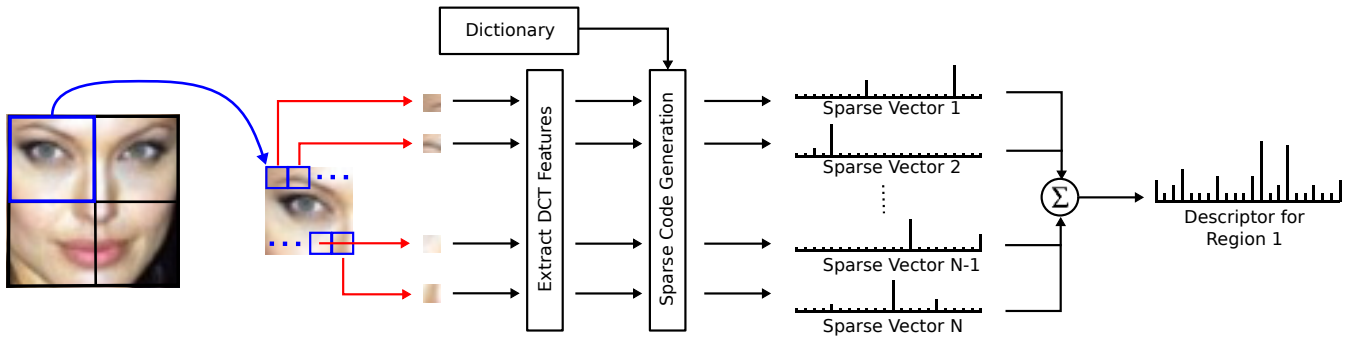 Dictionary
Extract DCT Features
Sparse Code Generation
Sparse Vector 1
Sparse Vector 2
Sparse Vector N-1
Sparse Vector N
Σ
Descriptor for
Region 1